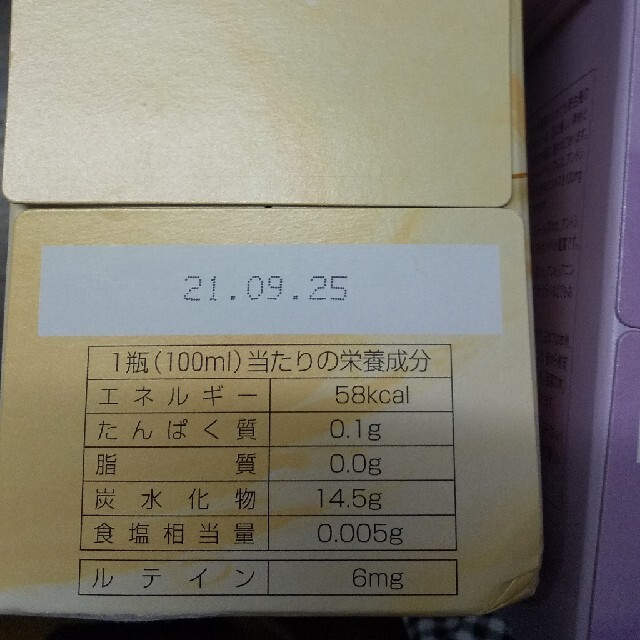 21.09.25
1瓶(100ml)当たりの栄養成分
エネルギー 58kcal
たんぱく質 0.1g
脂質 0.0g
炭水化物 14.5g
食塩相当量 0.005g
ルテイン 6mg